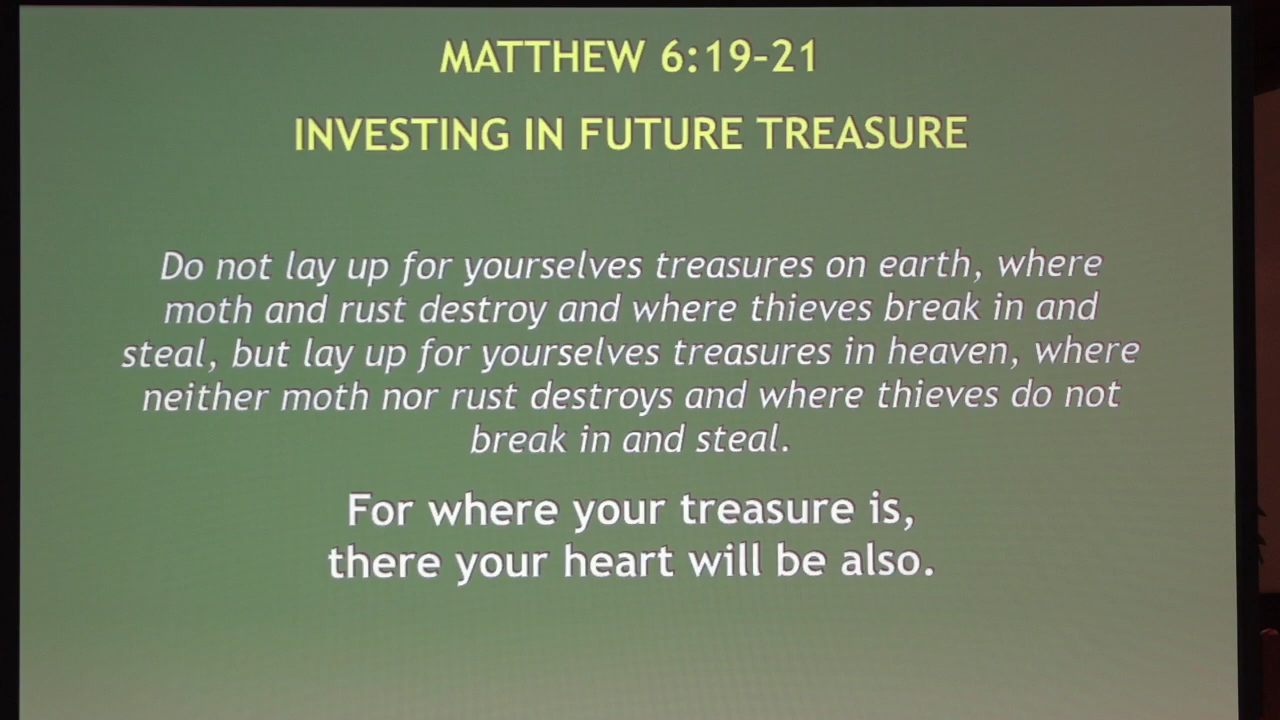 MATTHEW 6:19–21
INVESTING IN FUTURE TREASURE
Do not lay up for yourselves treasures on earth, where
moth and rust destroy and where thieves break in and
steal, but lay up for yourselves treasures in heaven, where
neither moth nor rust destroys and where thieves do not
break in and steal.
For where your treasure is,
there your heart will be also.